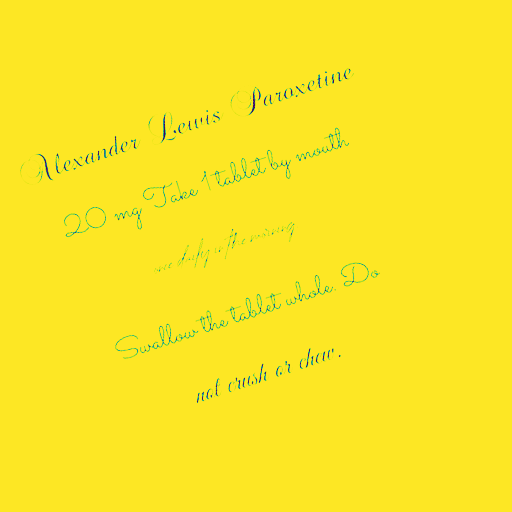 Alexander Lewis Paroxetine
20 mg Take 1 tablet by mouth
once daily in the morning
Swallow the tablet whole. Do
not crush or chew.